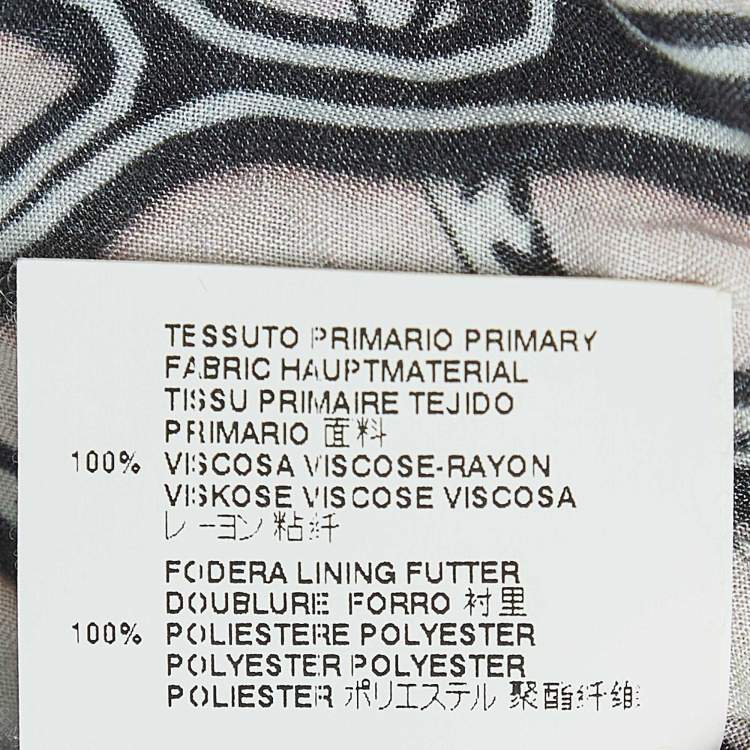 TESSUTO PRIMARIO PRIMARY
FABRIC HAUPTMATERIAL
TISSU PRIMAIRE TEJIDO
PRIMARIO 面料
100% VISCOSA VISCOSE-RAYON
VISKOSE VISCOSE VISCOSA
レーヨン 粘纤
FODERA LINING FUTTER
DOUBLURE FORRO 衬里
100% POLIESTERE POLYESTER
POLYESTER POLYESTER
POLIESTER ポリエステル 聚酯纤维